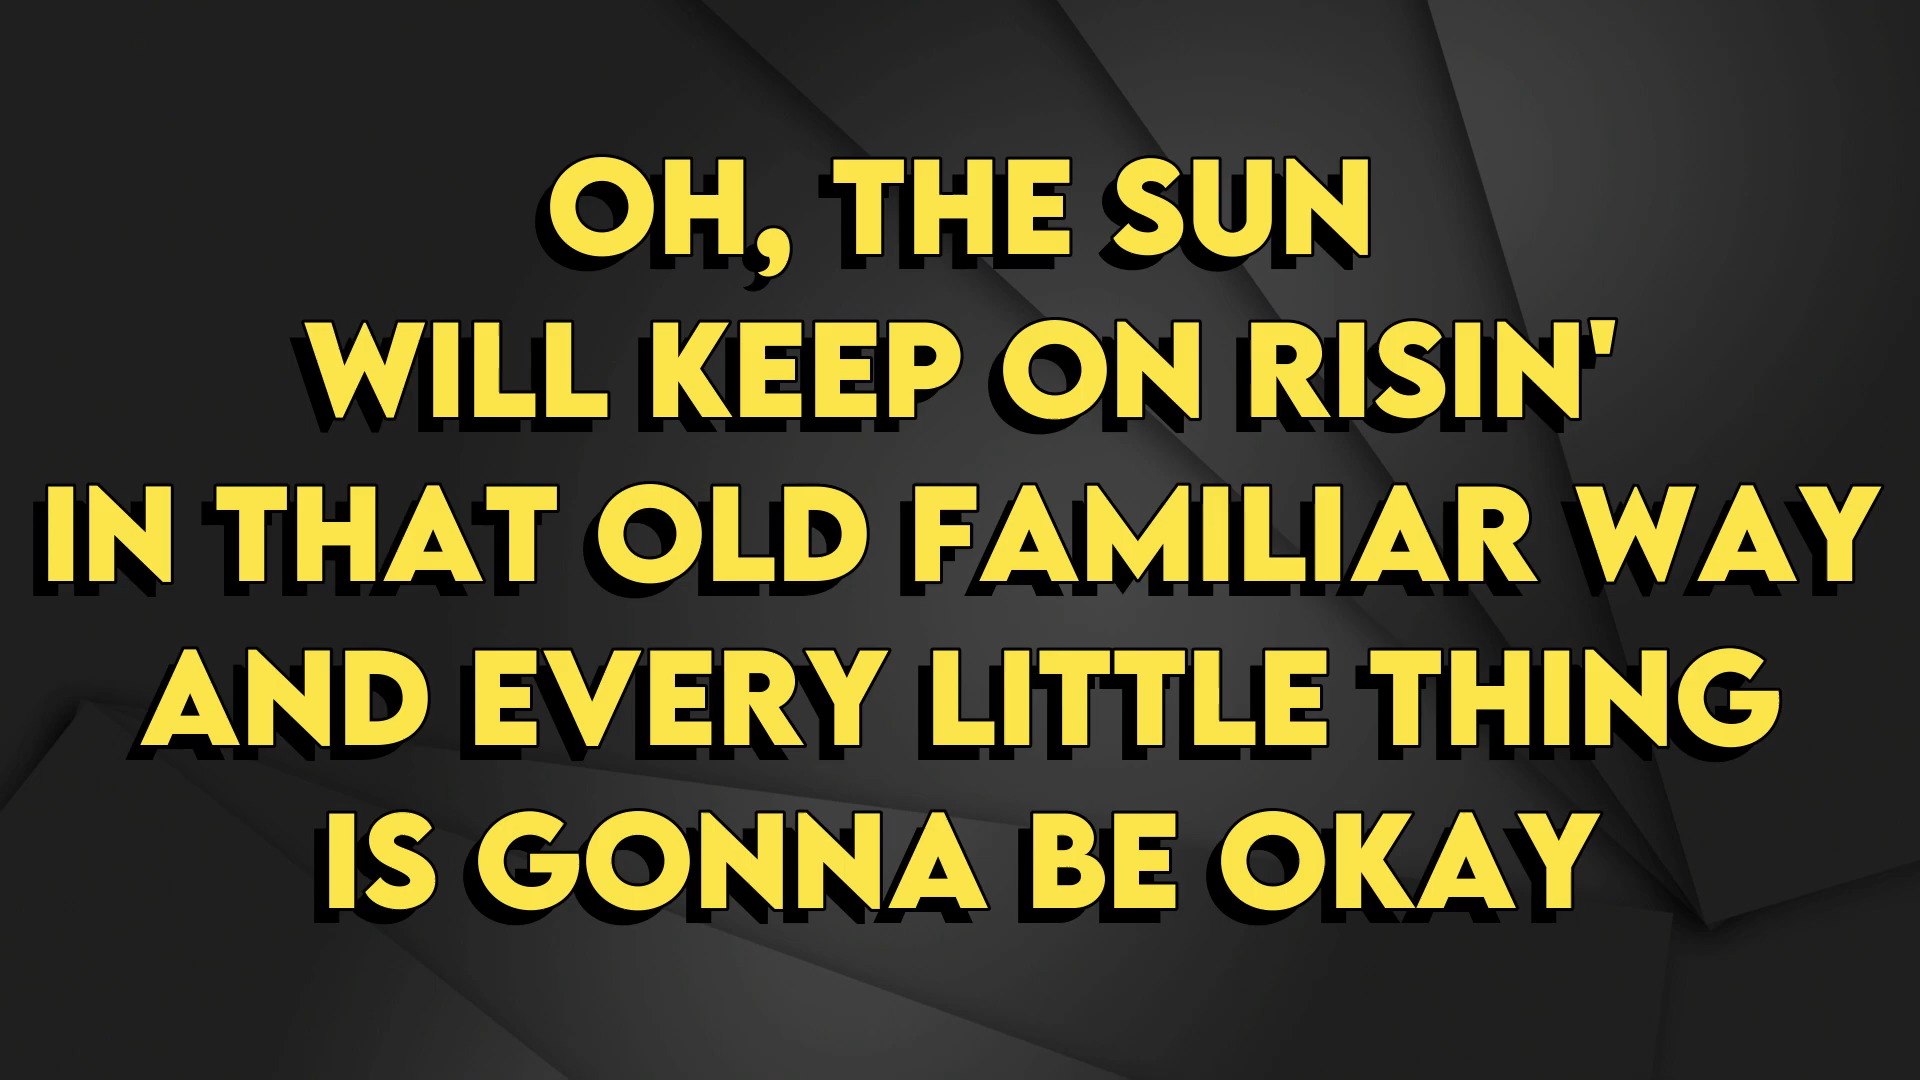 OH, THE SUN
WILL KEEP ON RISIN'
IN THAT OLD FAMILIAR WAY
AND EVERY LITTLE THING
IS GONNA BE OKAY